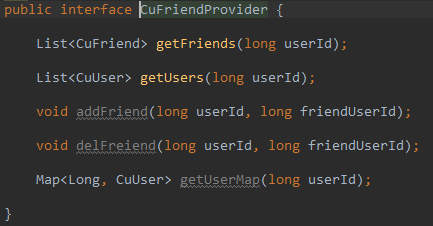 public interface CuFriendProvider {
List<CuFriend> getFriends(long userId);
List<CuUser> getUsers(long userId);
void addFriend(long userId, long friendUserId);
void delFreiend(long userId, long friendUserId);
Map<Long, CuUser> getUserMap(long userId);
}